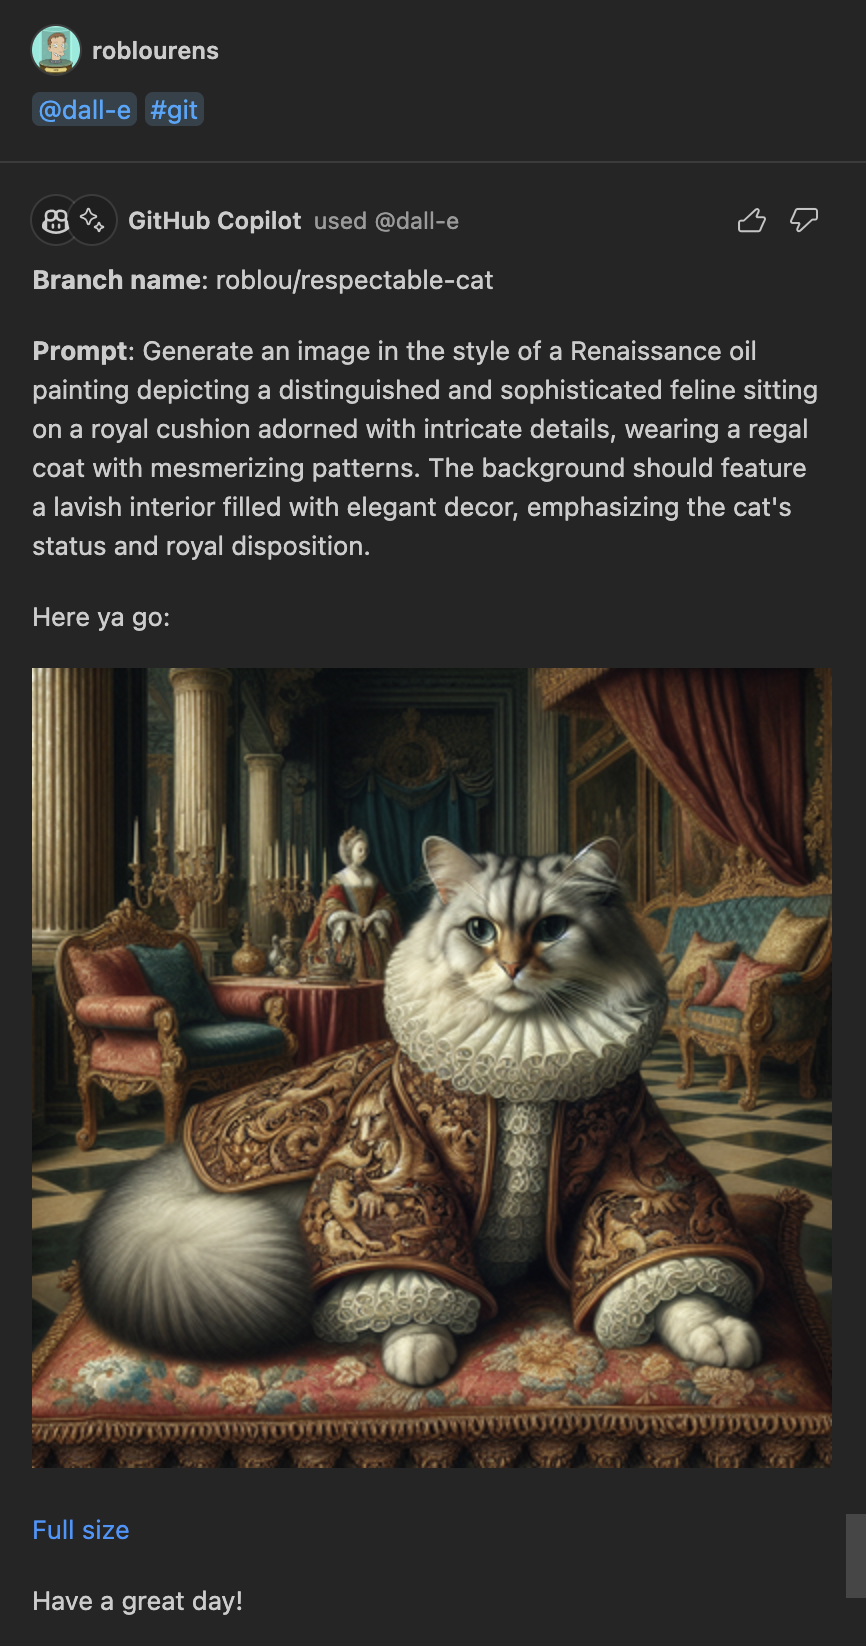 roblourens
@dall-e #git
GitHub Copilot used @dall-e
Branch name: roblou/respectable-cat
Prompt: Generate an image in the style of a Renaissance oil
painting depicting a distinguished and sophisticated feline sitting
on a royal cushion adorned with intricate details, wearing a regal
coat with mesmerizing patterns. The background should feature
a lavish interior filled with elegant decor, emphasizing the cat's
status and royal disposition.
Here ya go:
Full size
Have a great day!